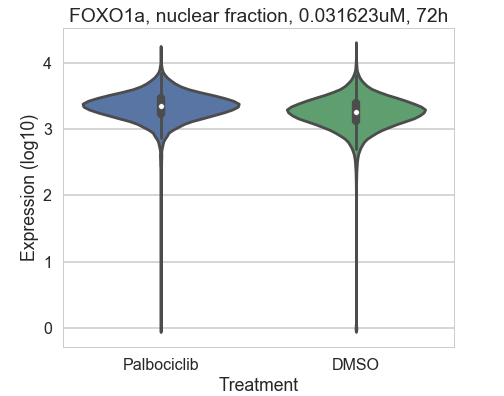 FOXO1a, nuclear fraction, 0.031623uM, 72h
Expression (log10)
4
3
2
1
0
Palbociclib
DMSO
Treatment